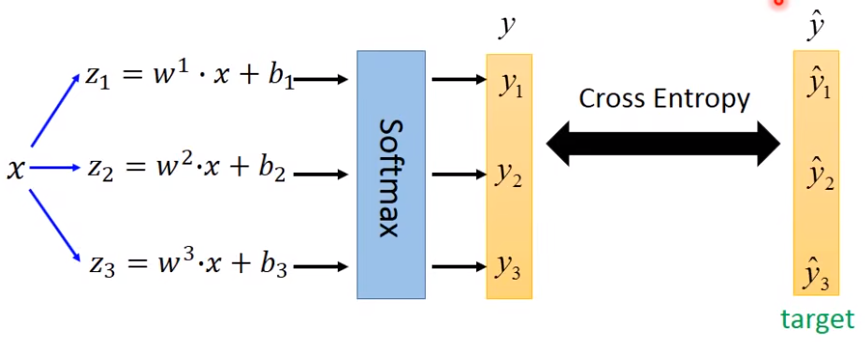 y
ŷ
x
z₁ = w¹ · x + b₁
z₂ = w²·x + b₂
z₃ = w³·x + b₃
Softmax
y₁
y₂
y₃
Cross Entropy
ŷ₁
ŷ₂
ŷ₃
target